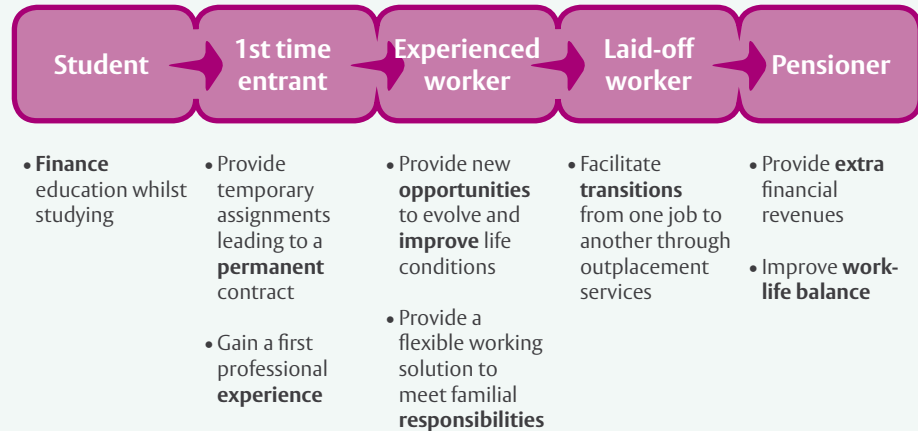 Student
1st time
entrant
Experienced
worker
Laid-off
worker
Pensioner
• Finance
education whilst
studying
• Provide
temporary
assignments
leading to a
permanent
contract
• Gain a first
professional
experience
• Provide new
opportunities
to evolve and
improve life
conditions
• Provide a
flexible working
solution to
meet familial
responsibilities
• Facilitate
transitions
from one job to
another through
outplacement
services
• Provide extra
financial
revenues
• Improve work-
life balance